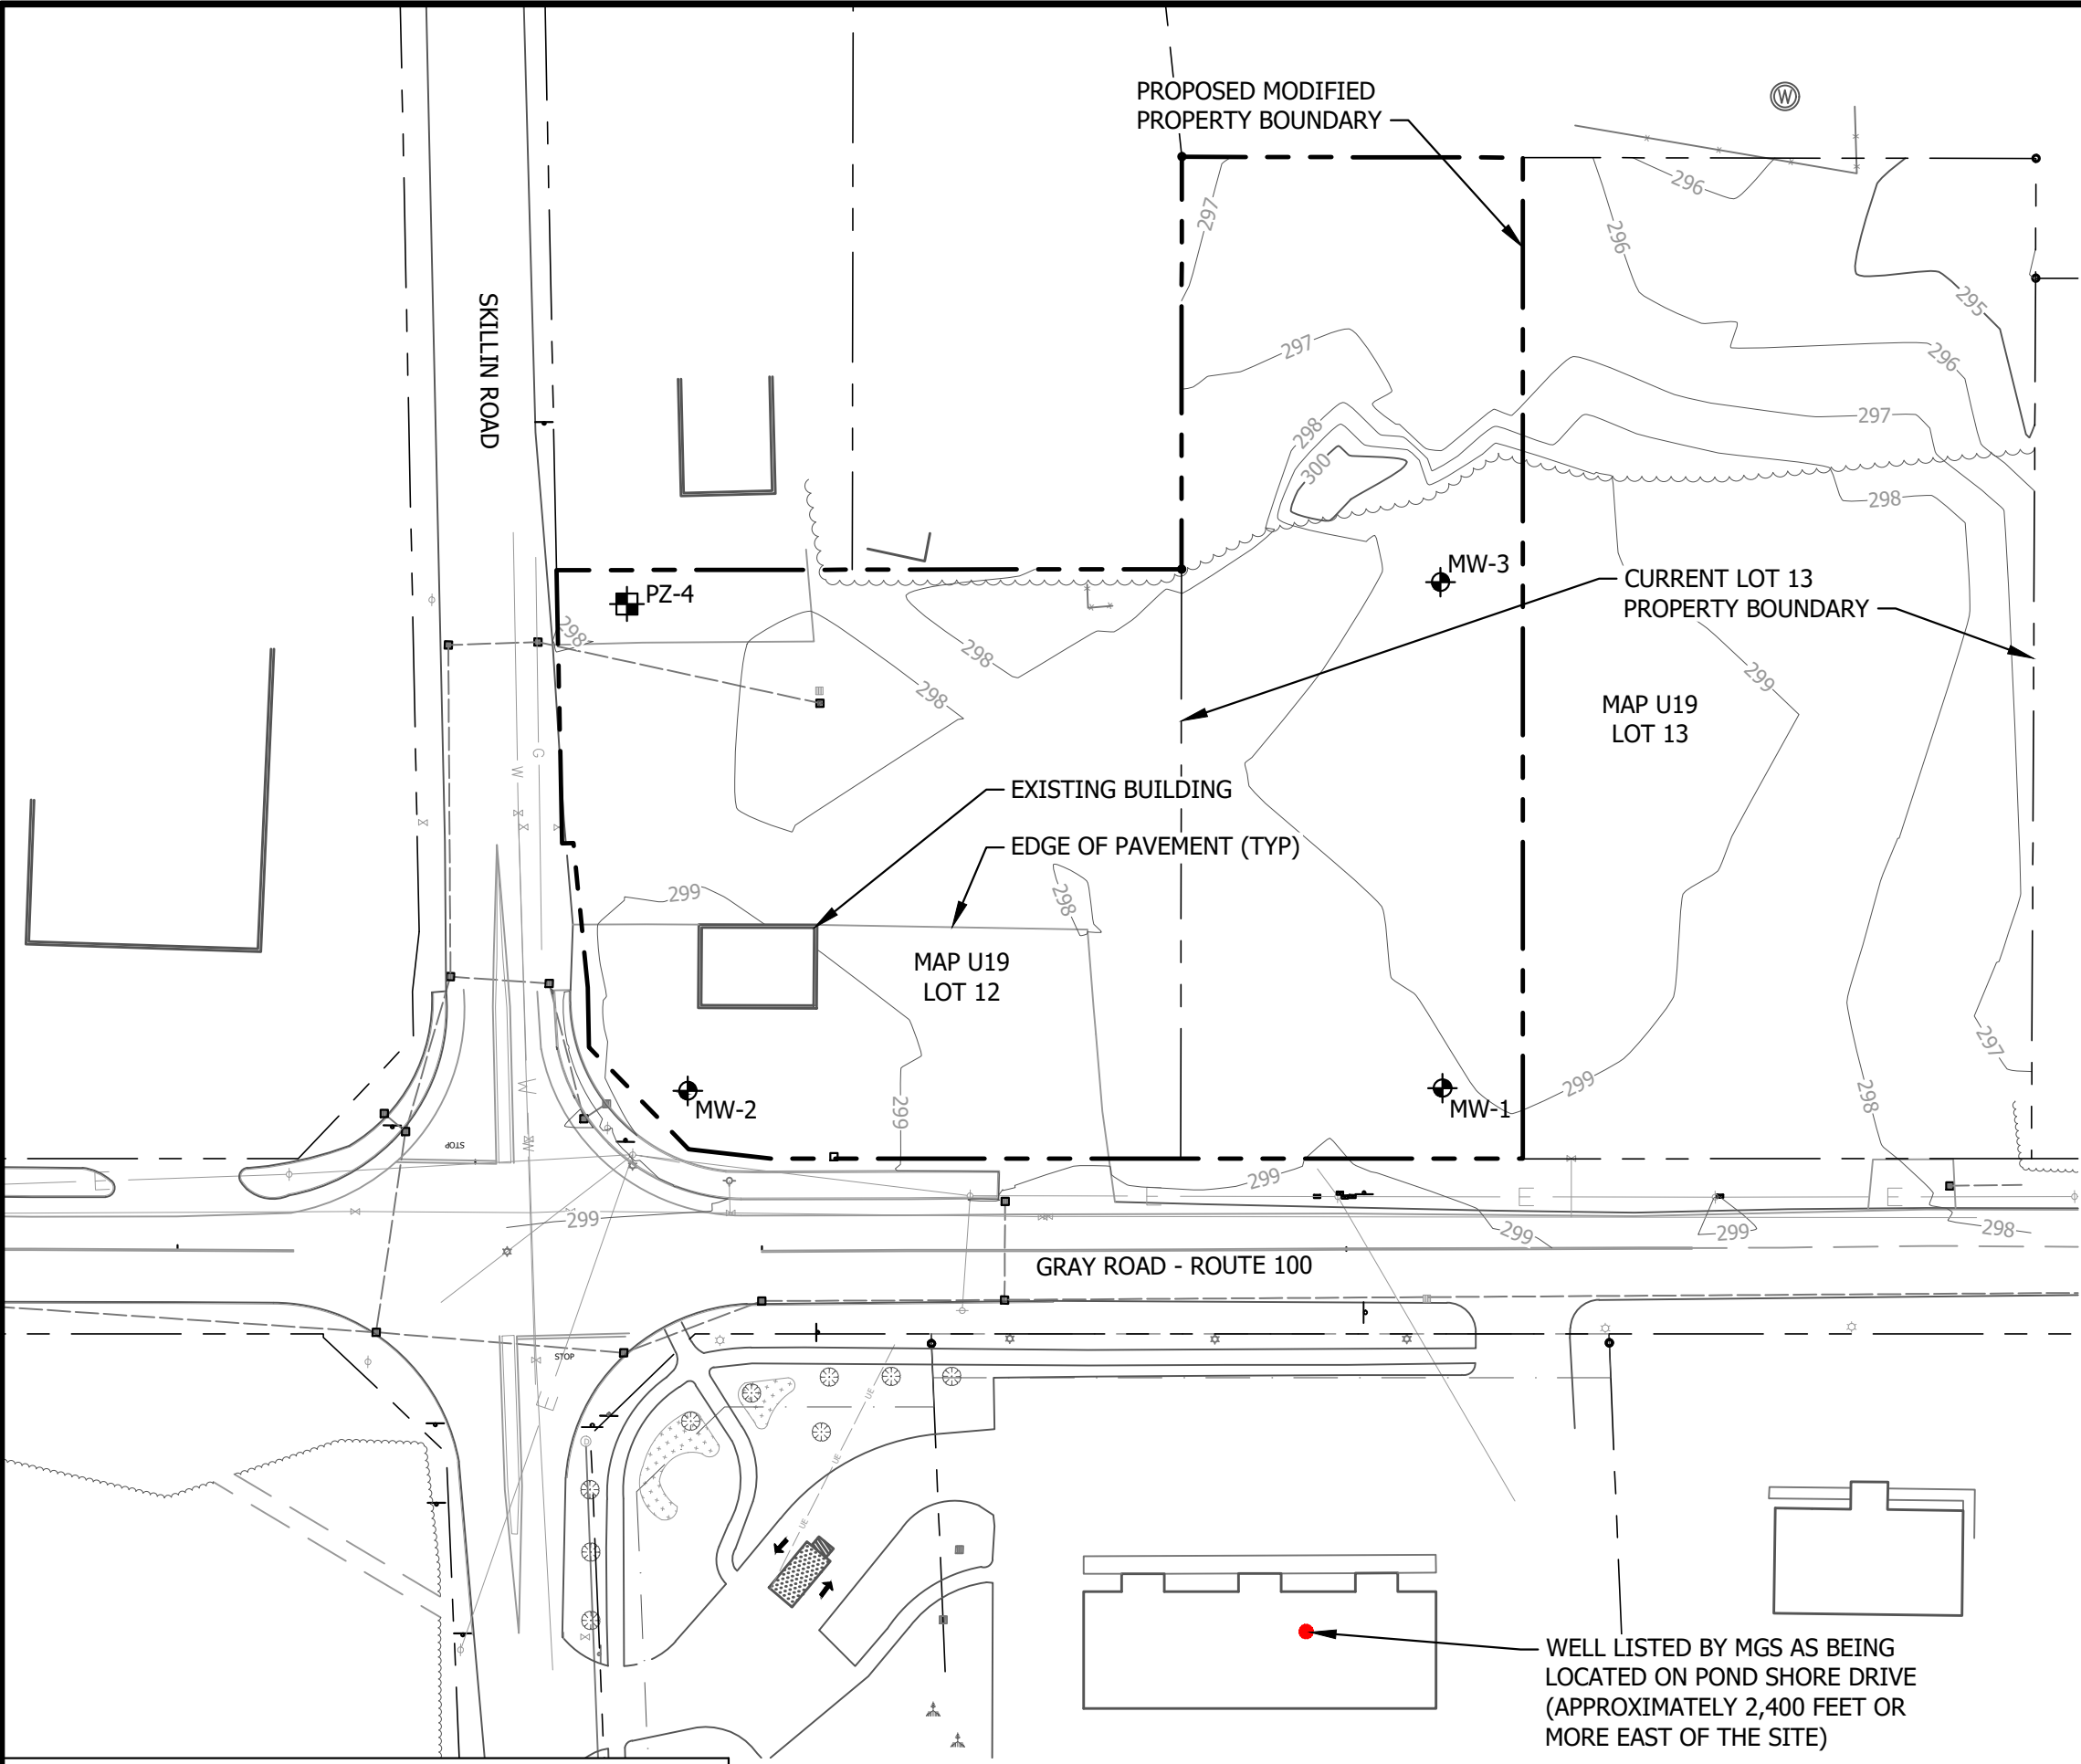 PROPOSED MODIFIED
PROPERTY BOUNDARY
W
296
297
296
295
SKILLIN ROAD
297
296
297
298
300
298
MW-3
PZ-4
CURRENT LOT 13
PROPERTY BOUNDARY
298
298
298
299
MAP U19
LOT 13
G
W
EXISTING BUILDING
EDGE OF PAVEMENT (TYP)
299
298
MAP U19
LOT 12
297
W
MW-2
299
MW-1
299
298
W
STOP
E
299
E
E
E
299
299
299
298
GRAY ROAD - ROUTE 100
STOP
E
UE
D
UE
UE
WELL LISTED BY MGS AS BEING
LOCATED ON POND SHORE DRIVE
(APPROXIMATELY 2,400 FEET OR
MORE EAST OF THE SITE)